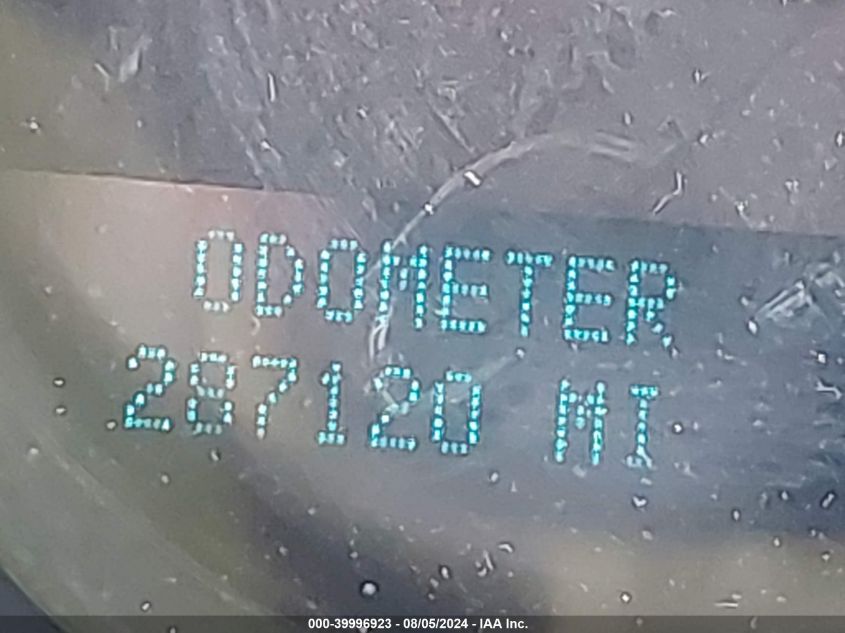 ODOMETER
287120 MI
000-39996923 - 08/05/2024 - IAA Inc.